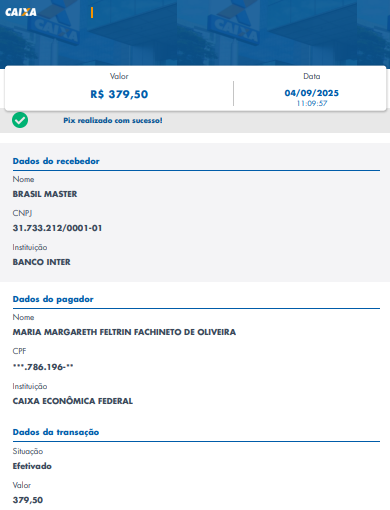 CAIXA
CAIXA
CAIXA
Valor
Data
R$ 379,50
04/09/2025
11:09:57
Pix realizado com sucesso!
Dados do recebedor
Nome
BRASIL MASTER
CNPJ
31.733.212/0001-01
Instituição
BANCO INTER
Dados do pagador
Nome
MARIA MARGARETH FELTRIN FACHINETO DE OLIVEIRA
CPF
***.786.196-**
Instituição
CAIXA ECONÔMICA FEDERAL
Dados da transação
Situação
Efetivado
Valor
379,50